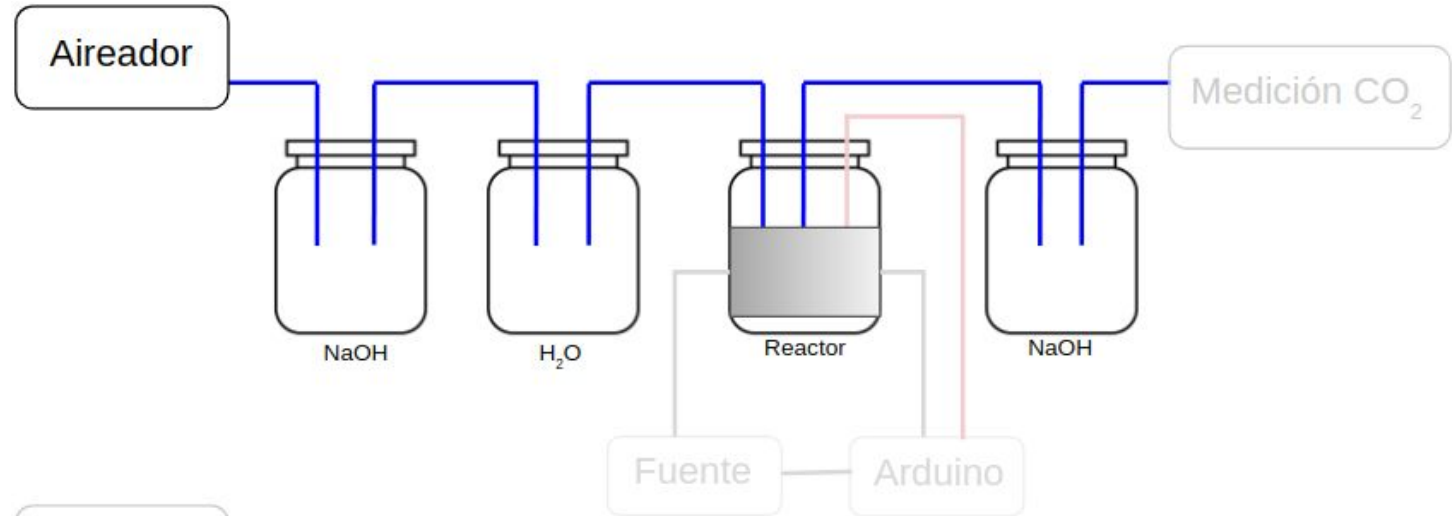 Aireador
Medición CO₂
NaOH
H₂O
Reactor
NaOH
Fuente
Arduino